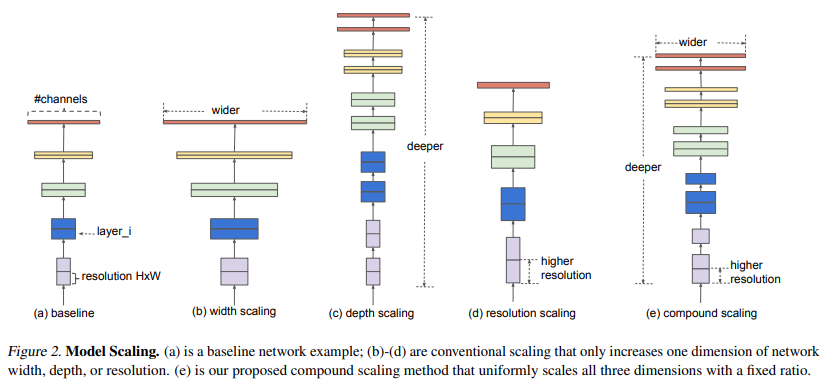 #channels
layer_i
resolution HxW
(a) baseline
wider
(b) width scaling
deeper
(c) depth scaling
higher
resolution
(d) resolution scaling
wider
deeper
higher
resolution
(e) compound scaling
Figure 2. Model Scaling. (a) is a baseline network example; (b)-(d) are conventional scaling that only increases one dimension of network
width, depth, or resolution. (e) is our proposed compound scaling method that uniformly scales all three dimensions with a fixed ratio.